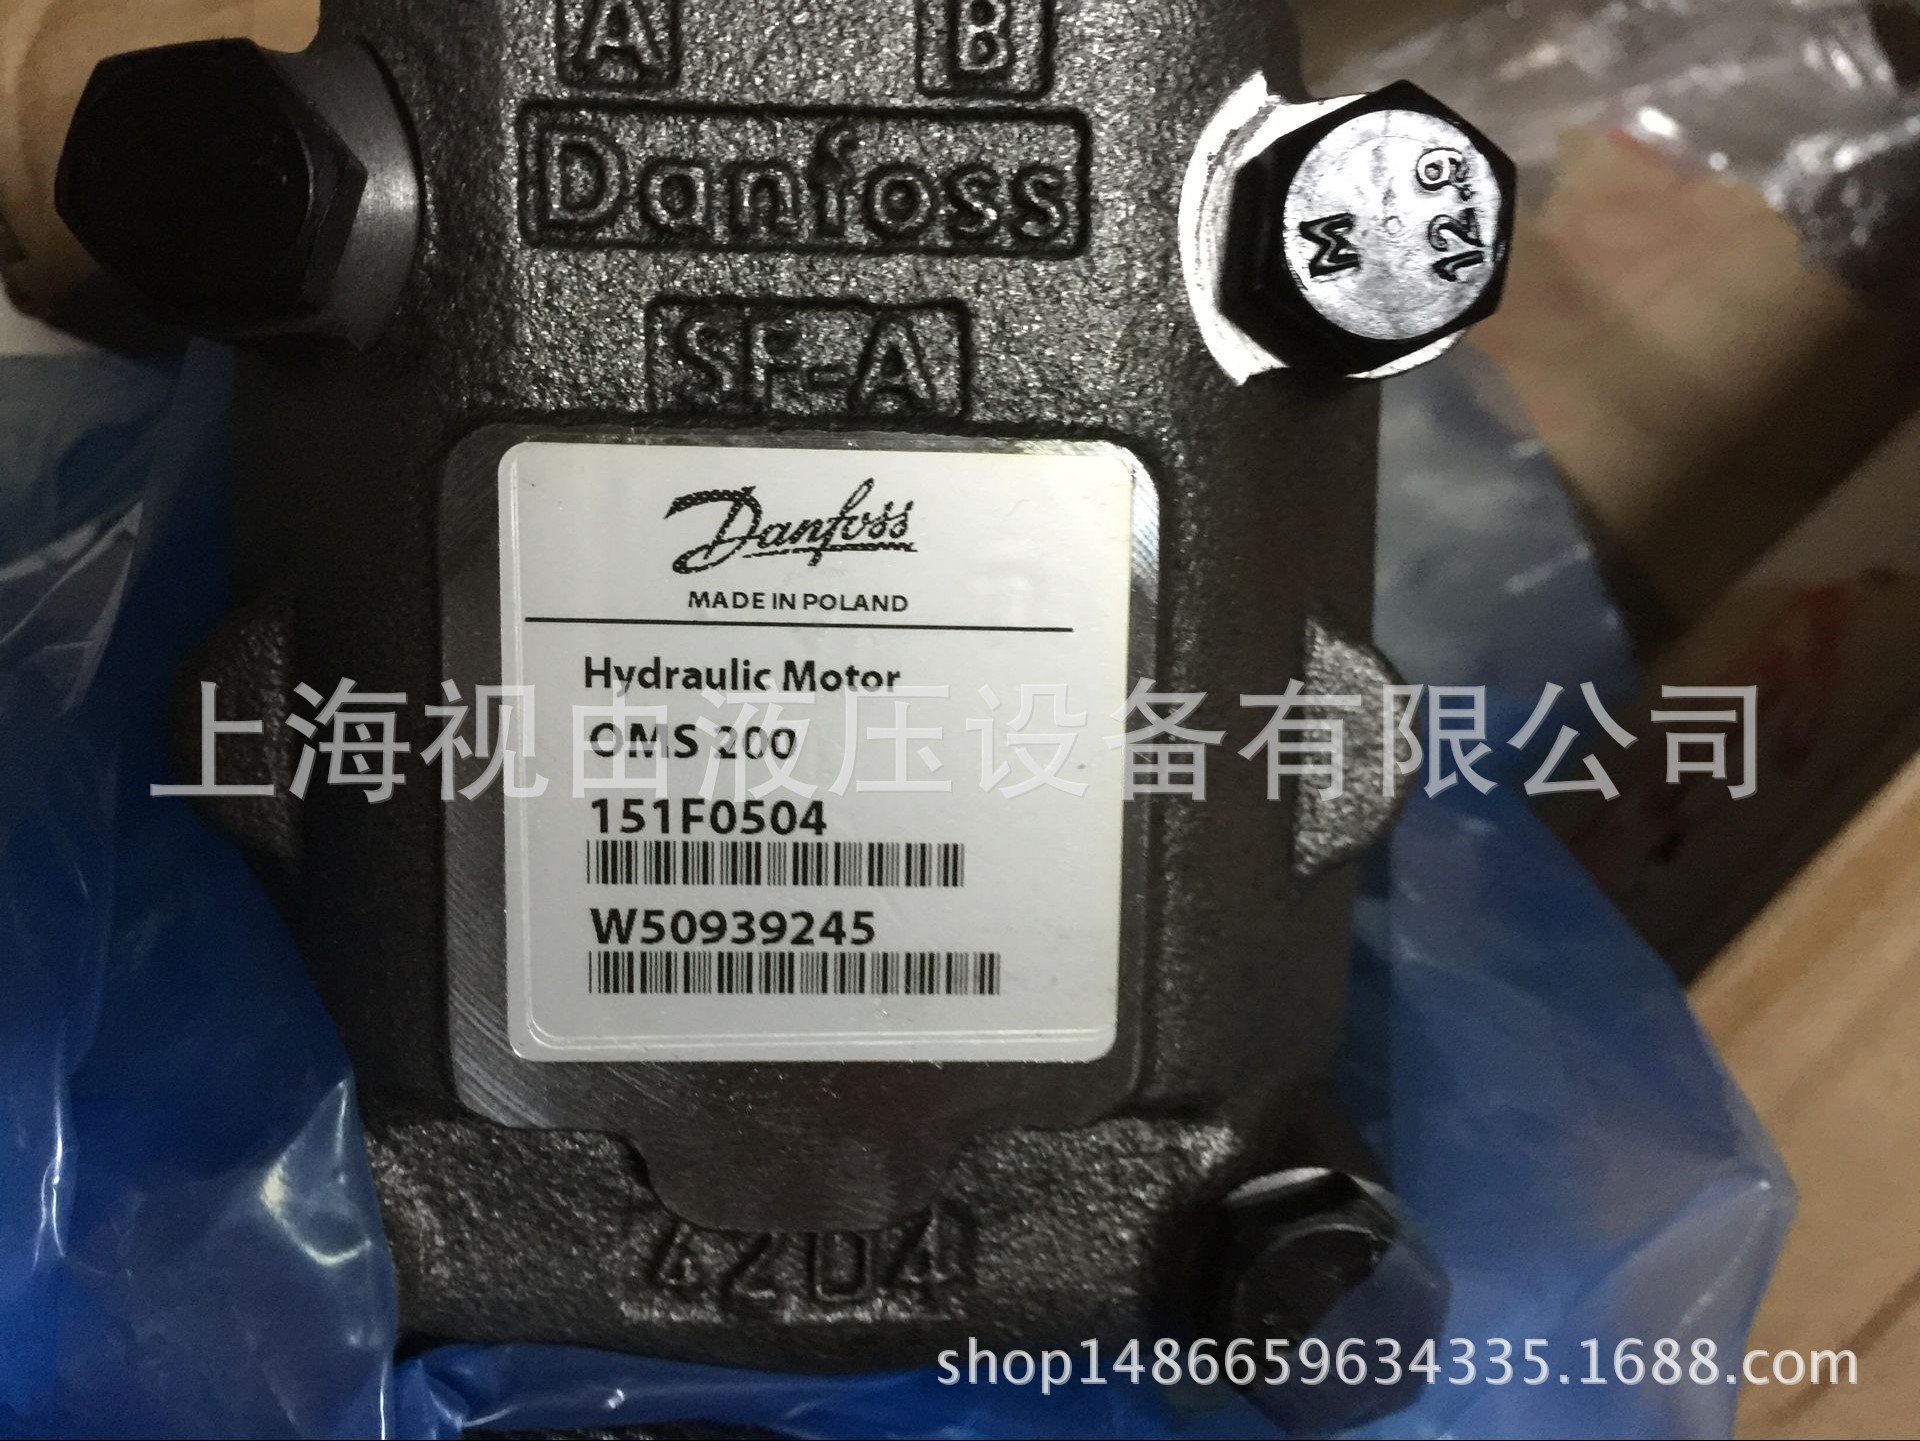 A B
Danfoss
SF-A
M 12.9
Danfoss
MADE IN POLAND
Hydraulic Motor
OMS 200
上海视由液压设备有限公司
151F0504
W50939245
shop1486659634335.1688.com